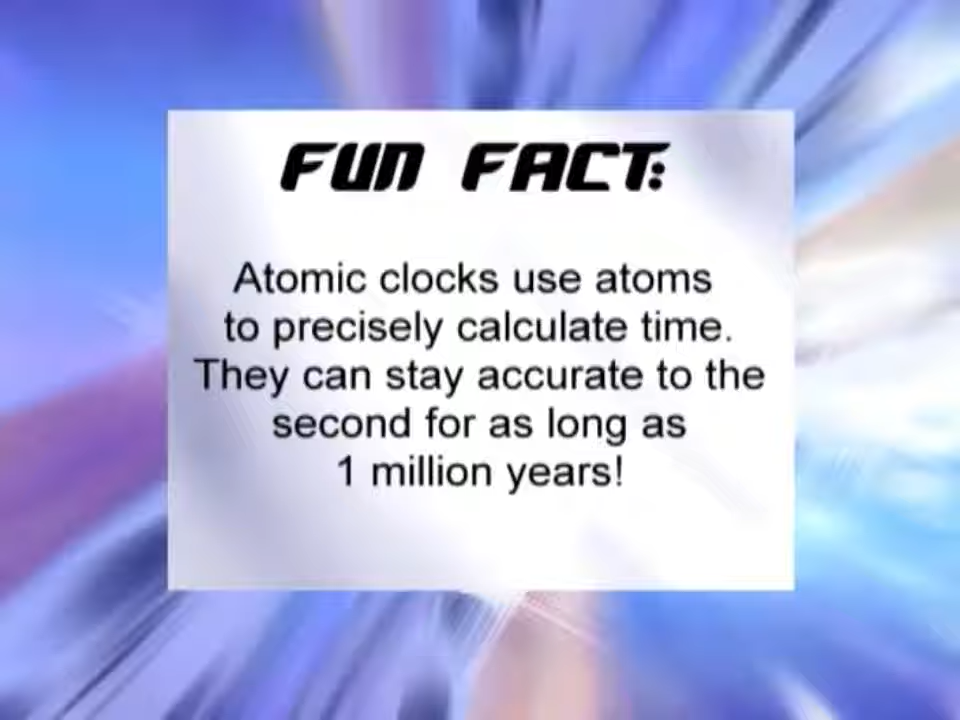 FUN FACT:
Atomic clocks use atoms
to precisely calculate time.
They can stay accurate to the
second for as long as
1 million years!